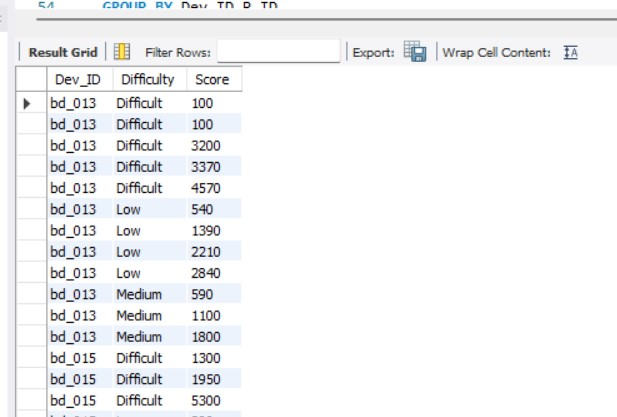 54 GROUP BY Dev_ID,P_ID
Result Grid Filter Rows: Export: Wrap Cell Content:
Dev_ID Difficulty Score
bd_013 Difficult 100
bd_013 Difficult 100
bd_013 Difficult 3200
bd_013 Difficult 3370
bd_013 Difficult 4570
bd_013 Low 540
bd_013 Low 1390
bd_013 Low 2210
bd_013 Low 2840
bd_013 Medium 590
bd_013 Medium 1100
bd_013 Medium 1800
bd_015 Difficult 1300
bd_015 Difficult 1950
bd_015 Difficult 5300